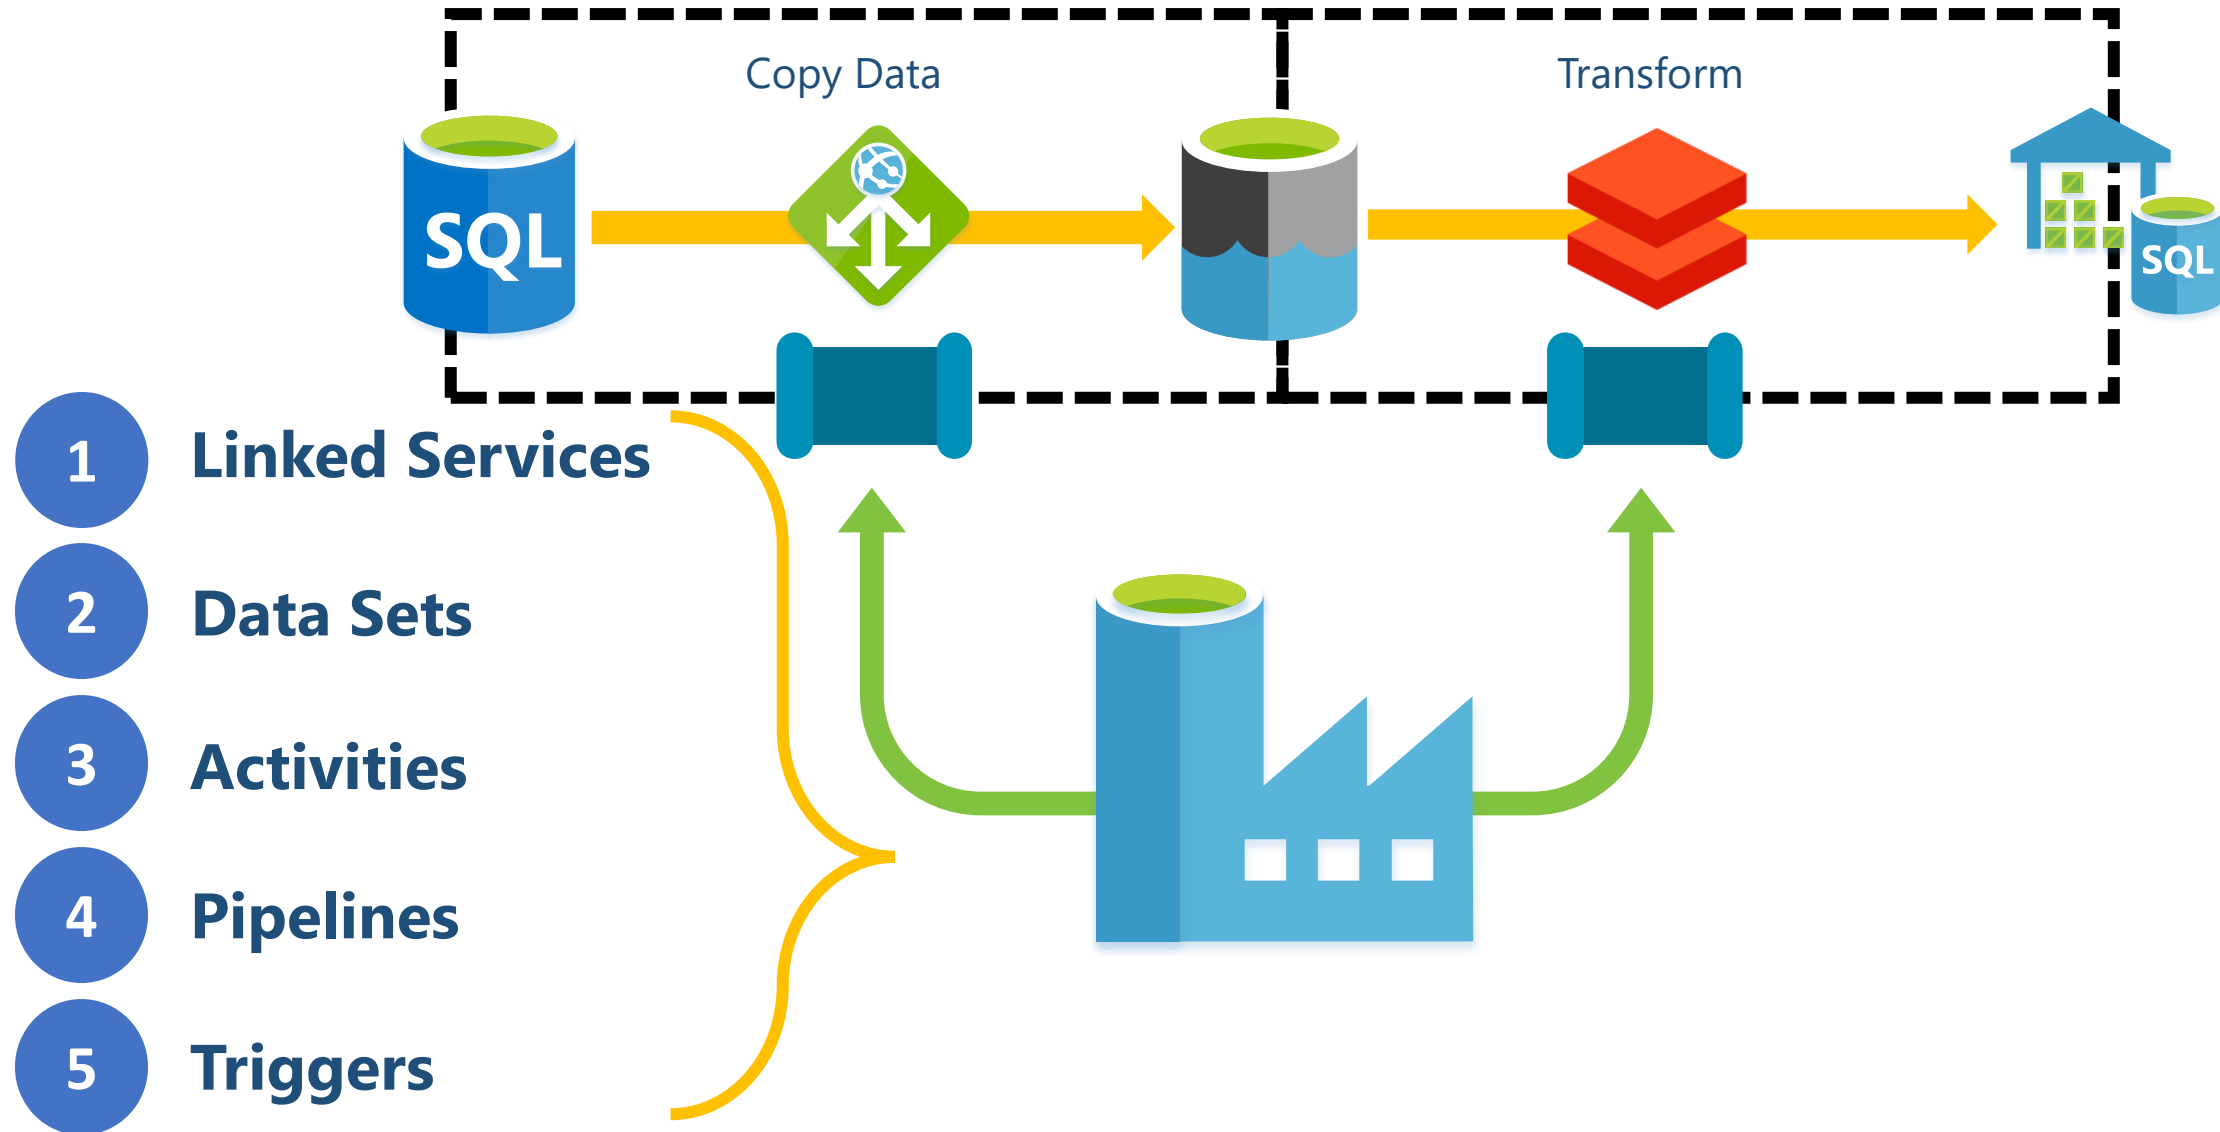 Copy Data
Transform
SQL
SQL
1 Linked Services
2 Data Sets
3 Activities
4 Pipelines
5 Triggers